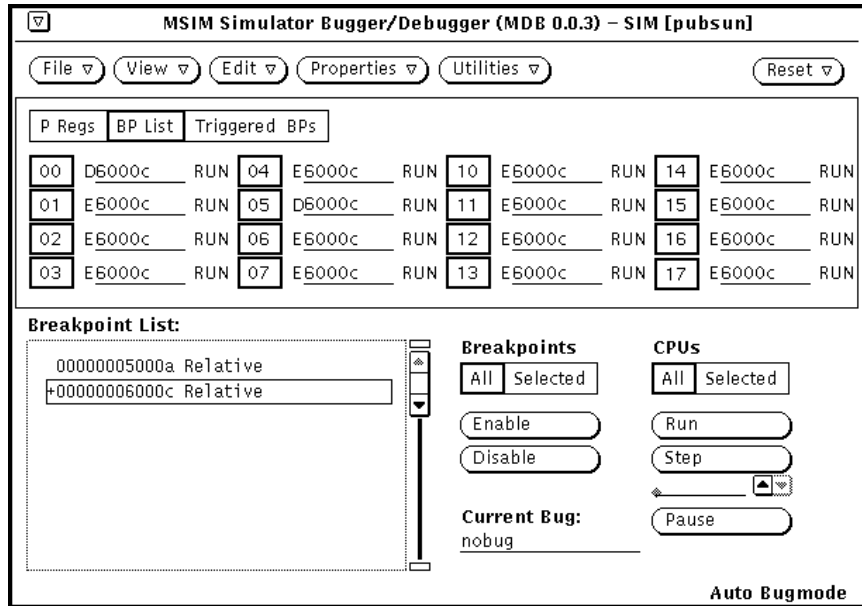 MSIM Simulator Bugger/Debugger (MDB 0.0.3) – SIM [pubsun]
File View Edit Properties Utilities Reset
P Regs BP List Triggered BPs
00 D6000c RUN 04 E6000c RUN 10 E6000c RUN 14 E6000c RUN
01 E6000c RUN 05 D6000c RUN 11 E6000c RUN 15 E6000c RUN
02 E6000c RUN 06 E6000c RUN 12 E6000c RUN 16 E6000c RUN
03 E6000c RUN 07 E6000c RUN 13 E6000c RUN 17 E6000c RUN
Breakpoint List:
00000005000a Relative
+00000006000c Relative
Breakpoints
All Selected
Enable
Disable
Current Bug:
nobug
CPUs
All Selected
Run
Step
Pause
Auto Bugmode